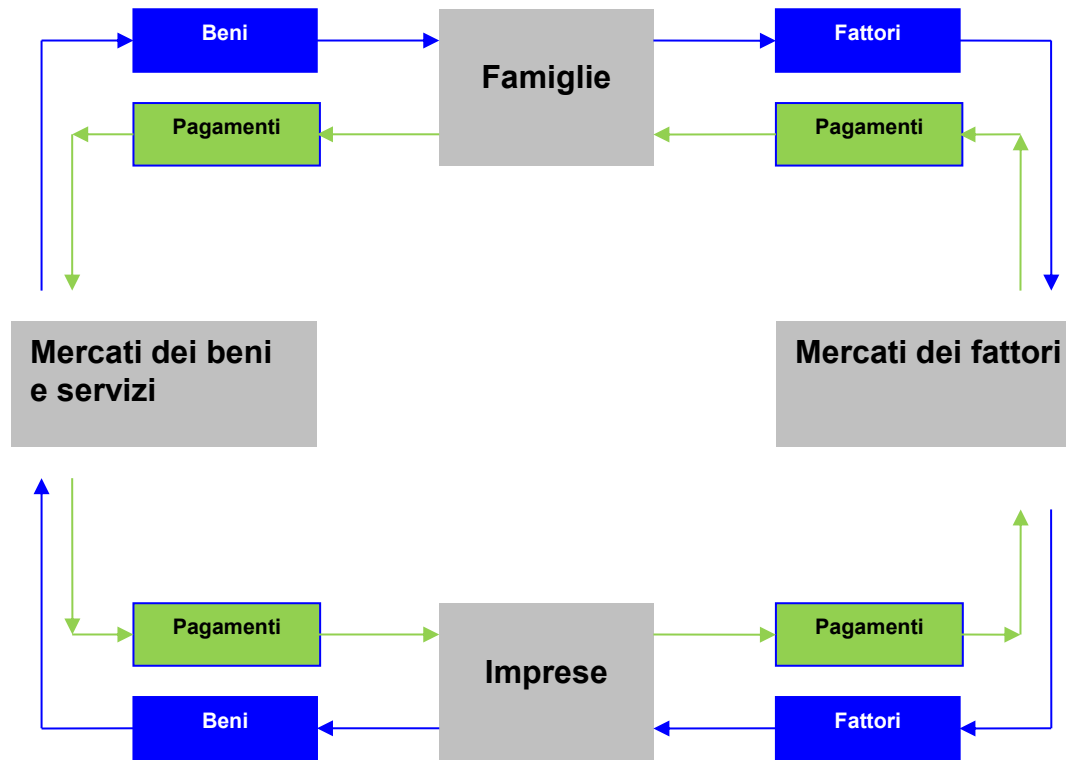 Beni
Famiglie
Fattori
Pagamenti
Pagamenti
Mercati dei beni
e servizi
Mercati dei fattori
Pagamenti
Imprese
Pagamenti
Beni
Fattori